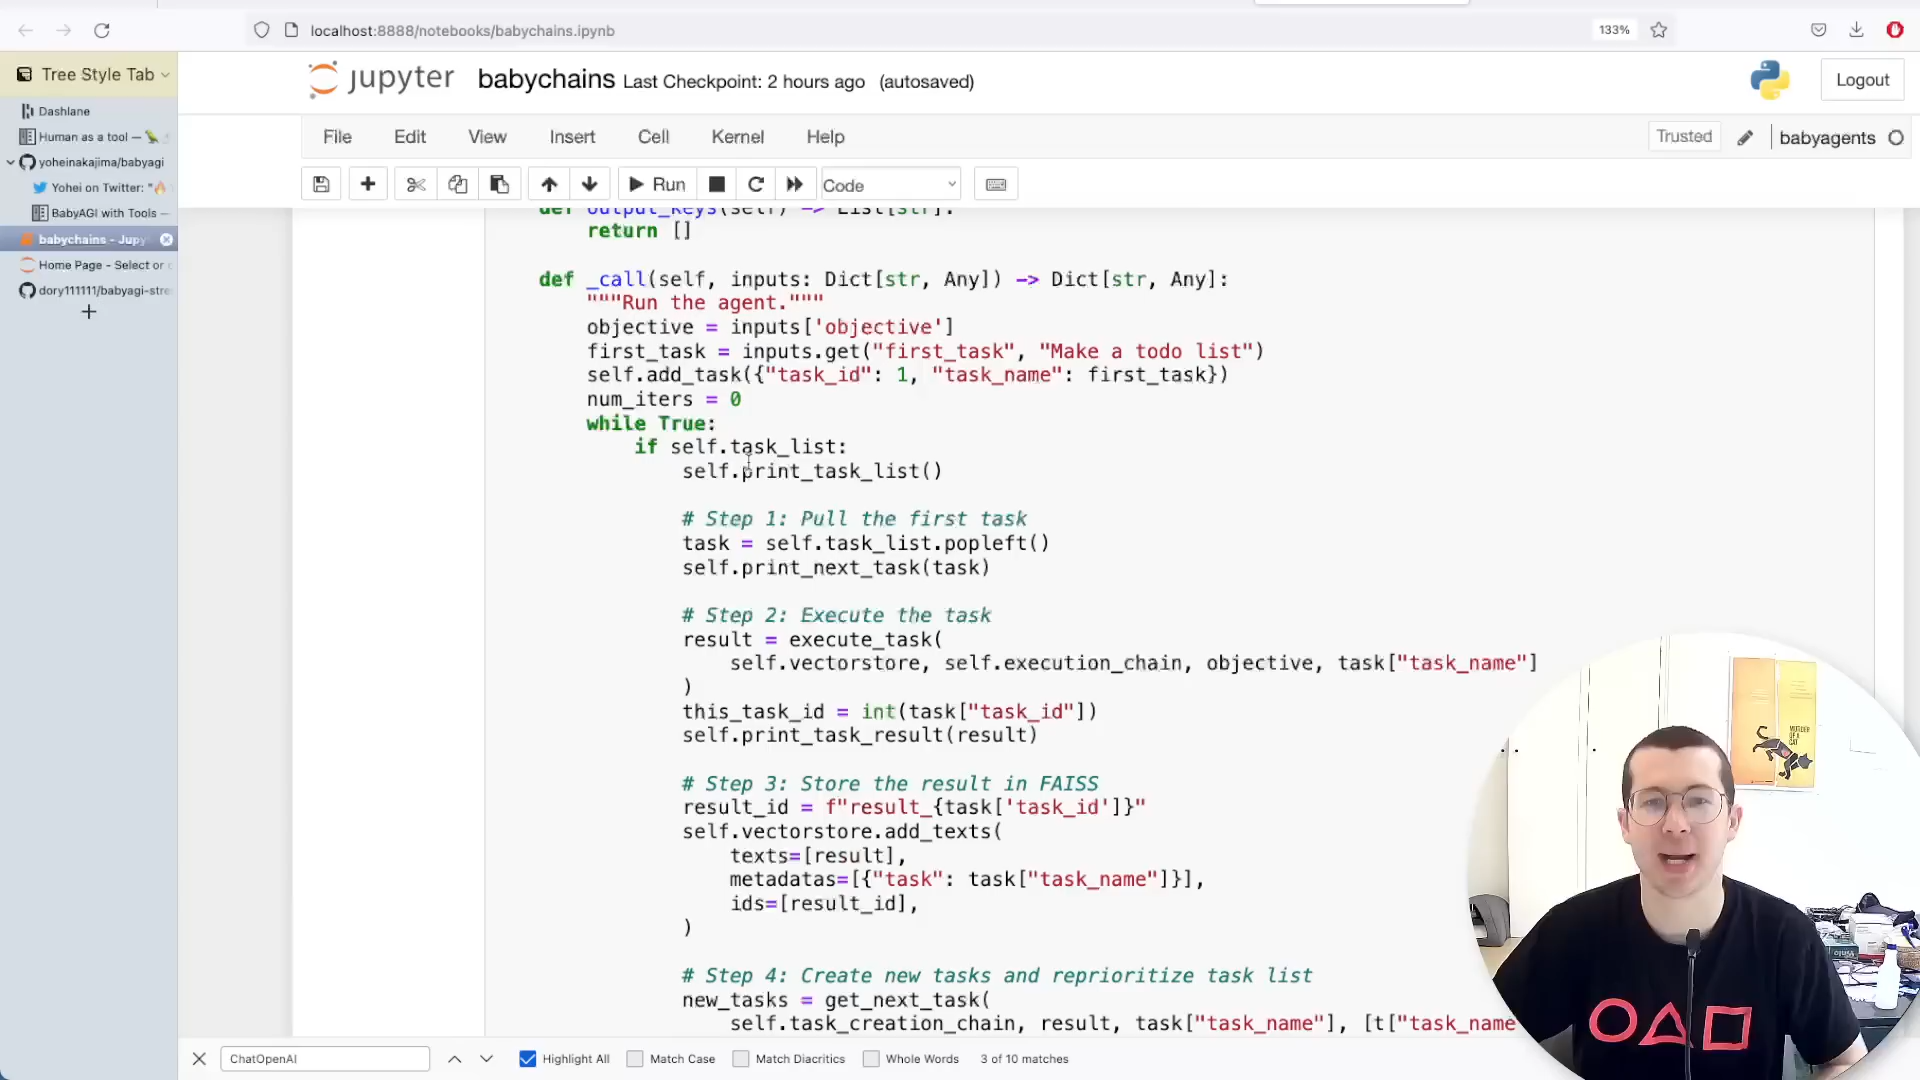 localhost:8888/notebooks/babychains.ipynb
133%
Tree Style Tab
Dashlane
Human as a tool —
yoheinakajima/babyagi
Yohei on Twitter: "🔥
BabyAGI with Tools —
babychains - Jupy
Home Page - Select or
dory111111/babyagi-stre
jupyter babychains Last Checkpoint: 2 hours ago (autosaved)
Logout
File Edit View Insert Cell Kernel Help
Trusted babyagents
Run Code
def output_keys(self) -> List[str]:
return []
def _call(self, inputs: Dict[str, Any]) -> Dict[str, Any]:
"""Run the agent."""
objective = inputs['objective']
first_task = inputs.get("first_task", "Make a todo list")
self.add_task({"task_id": 1, "task_name": first_task})
num_iters = 0
while True:
if self.task_list:
self.print_task_list()
# Step 1: Pull the first task
task = self.task_list.popleft()
self.print_next_task(task)
# Step 2: Execute the task
result = execute_task(
self.vectorstore, self.execution_chain, objective, task["task_name"]
)
this_task_id = int(task["task_id"])
self.print_task_result(result)
# Step 3: Store the result in FAISS
result_id = f"result_{task['task_id']}"
self.vectorstore.add_texts(
texts=[result],
metadatas=[{"task": task["task_name"]}],
ids=[result_id],
)
# Step 4: Create new tasks and reprioritize task list
new_tasks = get_next_task(
self.task_creation_chain, result, task["task_name"], [t["task_name
MURDER
OF A
CAT
ChatOpenAI
Highlight All Match Case Match Diacritics Whole Words 3 of 10 matches